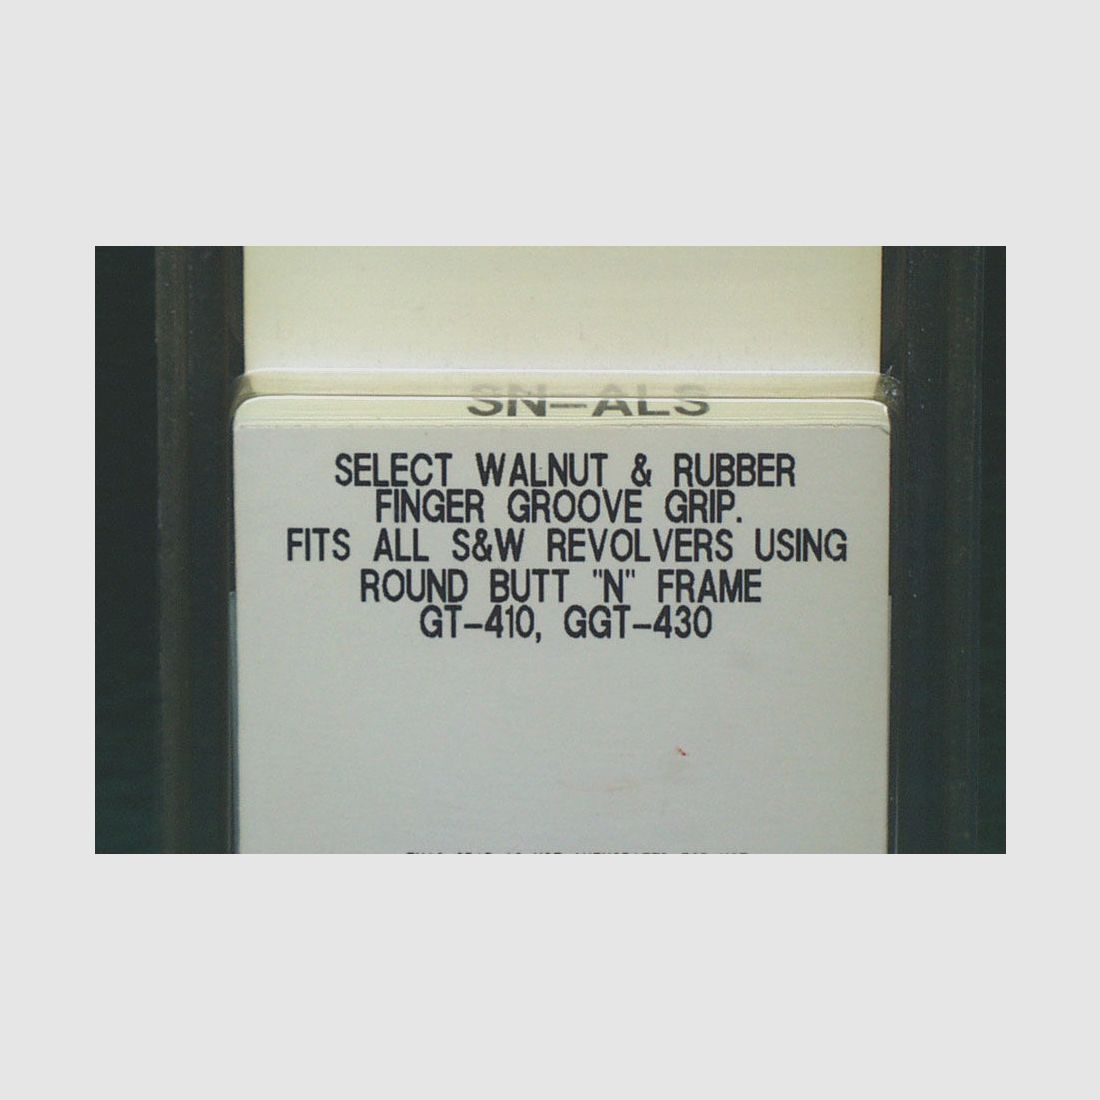 SN-ALS
SELECT WALNUT & RUBBER
FINGER GROOVE GRIP.
FITS ALL S&W REVOLVERS USING
ROUND BUTT "N" FRAME
GT-410, GGT-430